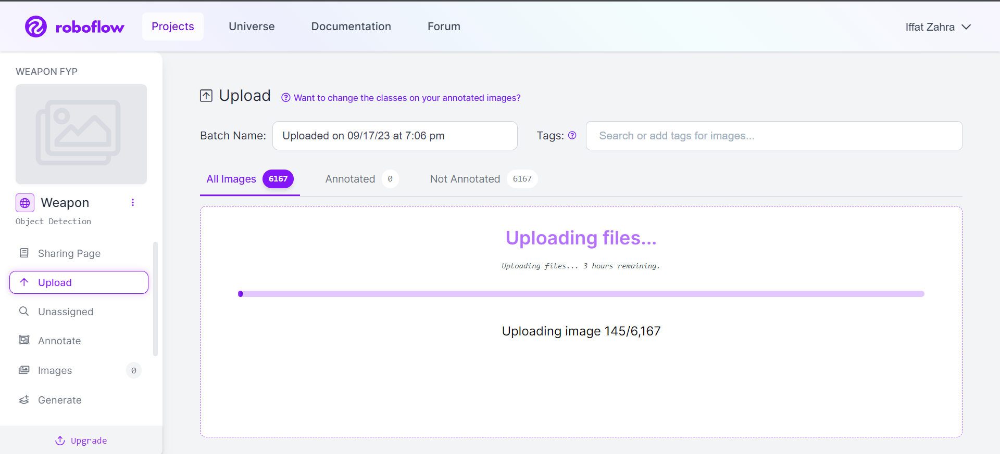 roboflow
Projects
Universe
Documentation
Forum
Iffat Zahra
WEAPON FYP
Weapon
Object Detection
Sharing Page
Upload
Unassigned
Annotate
Images 0
Generate
Upgrade
Upload
Want to change the classes on your annotated images?
Batch Name: Uploaded on 09/17/23 at 7:06 pm
Tags: Search or add tags for images...
All Images 6167
Annotated 0
Not Annotated 6167
Uploading files...
Uploading files... 3 hours remaining.
Uploading image 145/6,167